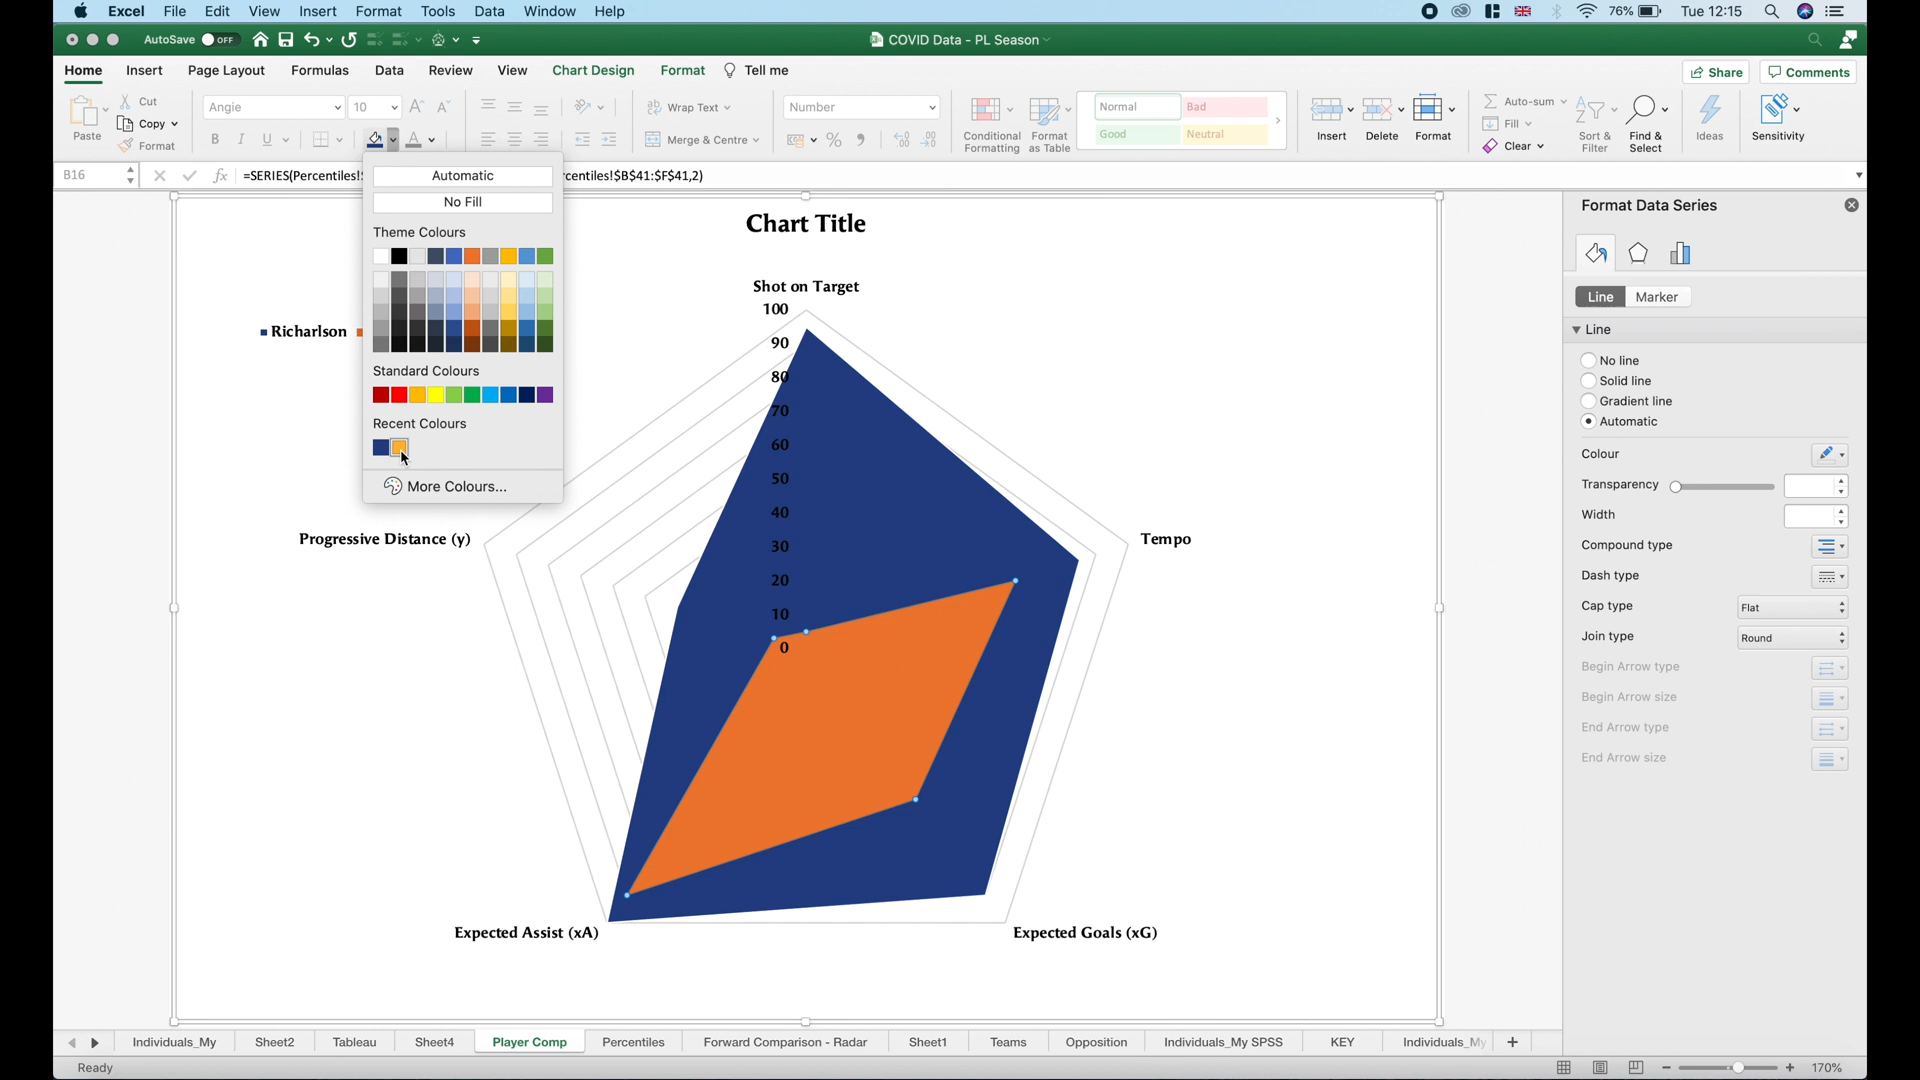 Excel File Edit View Insert Format Tools Data Window Help 76% Tue 12:15
AutoSave OFF COVID Data - PL Season
Home Insert Page Layout Formulas Data Review View Chart Design Format Tell me Share Comments
Paste Cut Copy Format
Angie 10
B I U A
Wrap Text
Merge & Centre
Number
Conditional Formatting
Format as Table
Normal Bad
Good Neutral
Insert Delete Format
Auto-sum
Fill
Clear
Sort & Filter
Find & Select
Ideas
Sensitivity
B16 fx =SERIES(Percentiles! rcentiles!$B$41:$F$41,2)
Automatic
No Fill
Theme Colours
Standard Colours
Recent Colours
More Colours...
Chart Title
Richarlson
Shot on Target
100
90
80
70
60
50
40
30
20
10
0
Progressive Distance (y)
Tempo
Expected Assist (xA)
Expected Goals (xG)
Format Data Series
Line Marker
Line
No line
Solid line
Gradient line
Automatic
Colour
Transparency
Width
Compound type
Dash type
Cap type Flat
Join type Round
Begin Arrow type
Begin Arrow size
End Arrow type
End Arrow size
Individuals_My Sheet2 Tableau Sheet4 Player Comp Percentiles Forward Comparison - Radar Sheet1 Teams Opposition Individuals_My SPSS KEY Individuals_My +
Ready 170%